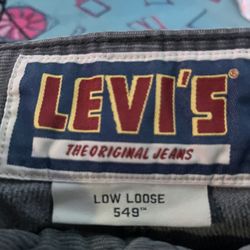 LEVI'S®
THE ORIGINAL JEANS
LOW LOOSE
549™